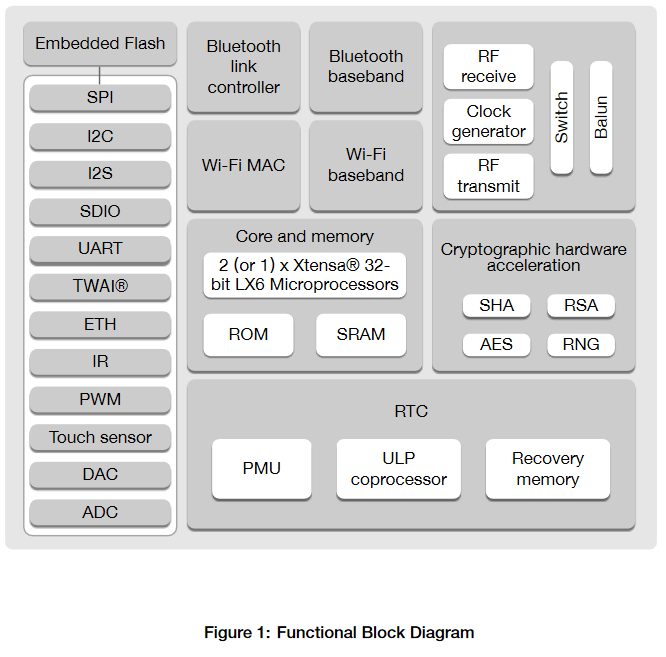 Embedded Flash
SPI
I2C
I2S
SDIO
UART
TWAI®
ETH
IR
PWM
Touch sensor
DAC
ADC
Bluetooth
link
controller
Bluetooth
baseband
Wi-Fi MAC
Wi-Fi
baseband
RF
receive
Clock
generator
RF
transmit
Switch
Balun
Core and memory
2 (or 1) x Xtensa® 32-
bit LX6 Microprocessors
ROM
SRAM
Cryptographic hardware
acceleration
SHA
RSA
AES
RNG
RTC
PMU
ULP
coprocessor
Recovery
memory
Figure 1: Functional Block Diagram